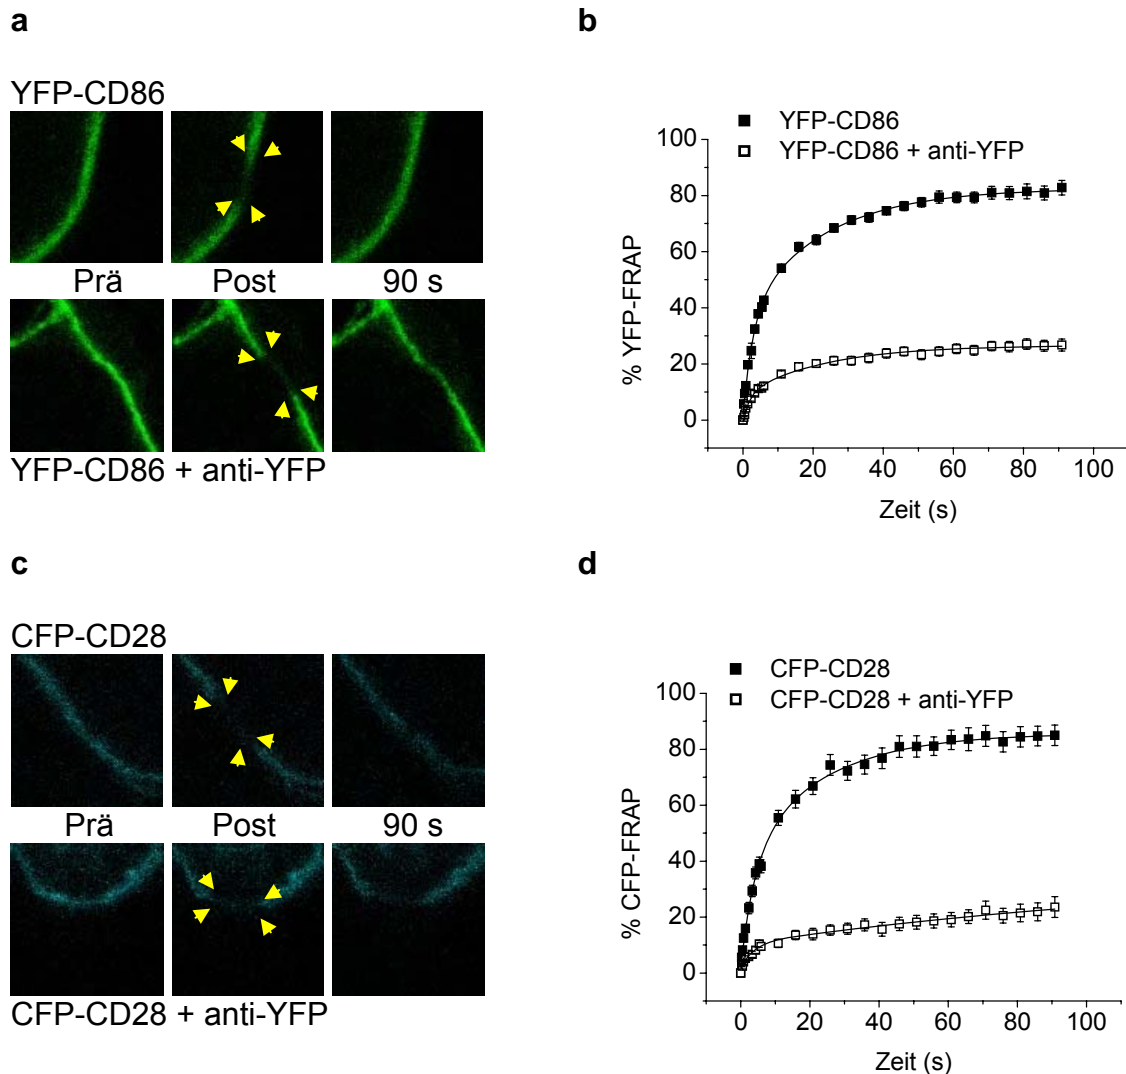 a
YFP-CD86
Prä Post 90 s
YFP-CD86 + anti-YFP
b
YFP-CD86
YFP-CD86 + anti-YFP
100
80
60
40
20
0
% YFP-FRAP
0 20 40 60 80 100
Zeit (s)
c
CFP-CD28
Prä Post 90 s
CFP-CD28 + anti-YFP
d
CFP-CD28
CFP-CD28 + anti-YFP
100
80
60
40
20
0
% CFP-FRAP
0 20 40 60 80 100
Zeit (s)